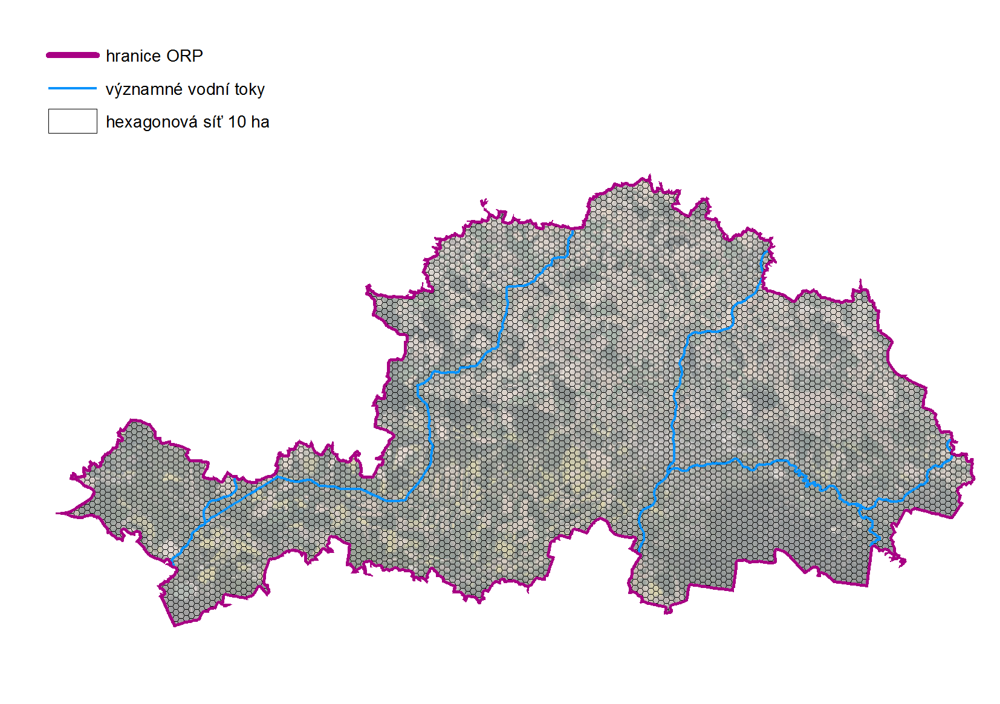 hranice ORP
významné vodní toky
hexagonová síť 10 ha